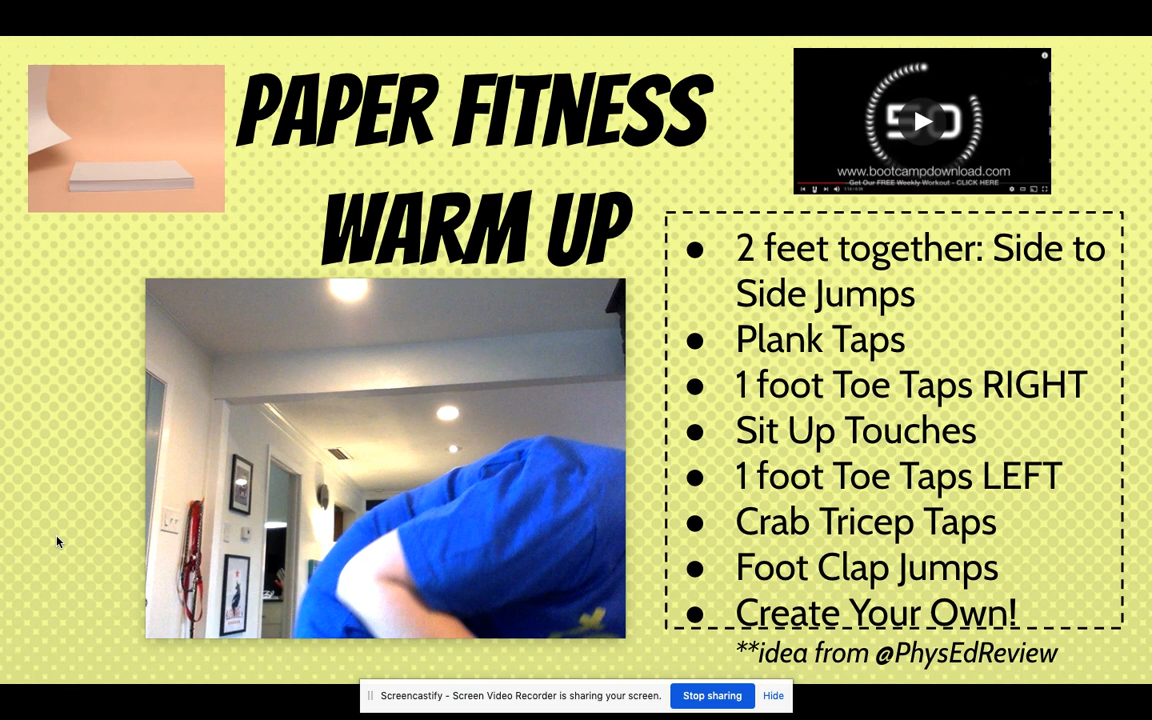 PAPER FITNESS
WARM UP
50
www.bootcampdownload.com
Get Our FREE Weekly Workout - CLICK HERE
2 feet together: Side to
Side Jumps
Plank Taps
1 foot Toe Taps RIGHT
Sit Up Touches
1 foot Toe Taps LEFT
Crab Tricep Taps
Foot Clap Jumps
Create Your Own!
**idea from @PhysEdReview
Screencastify - Screen Video Recorder is sharing your screen.
Stop sharing
Hide